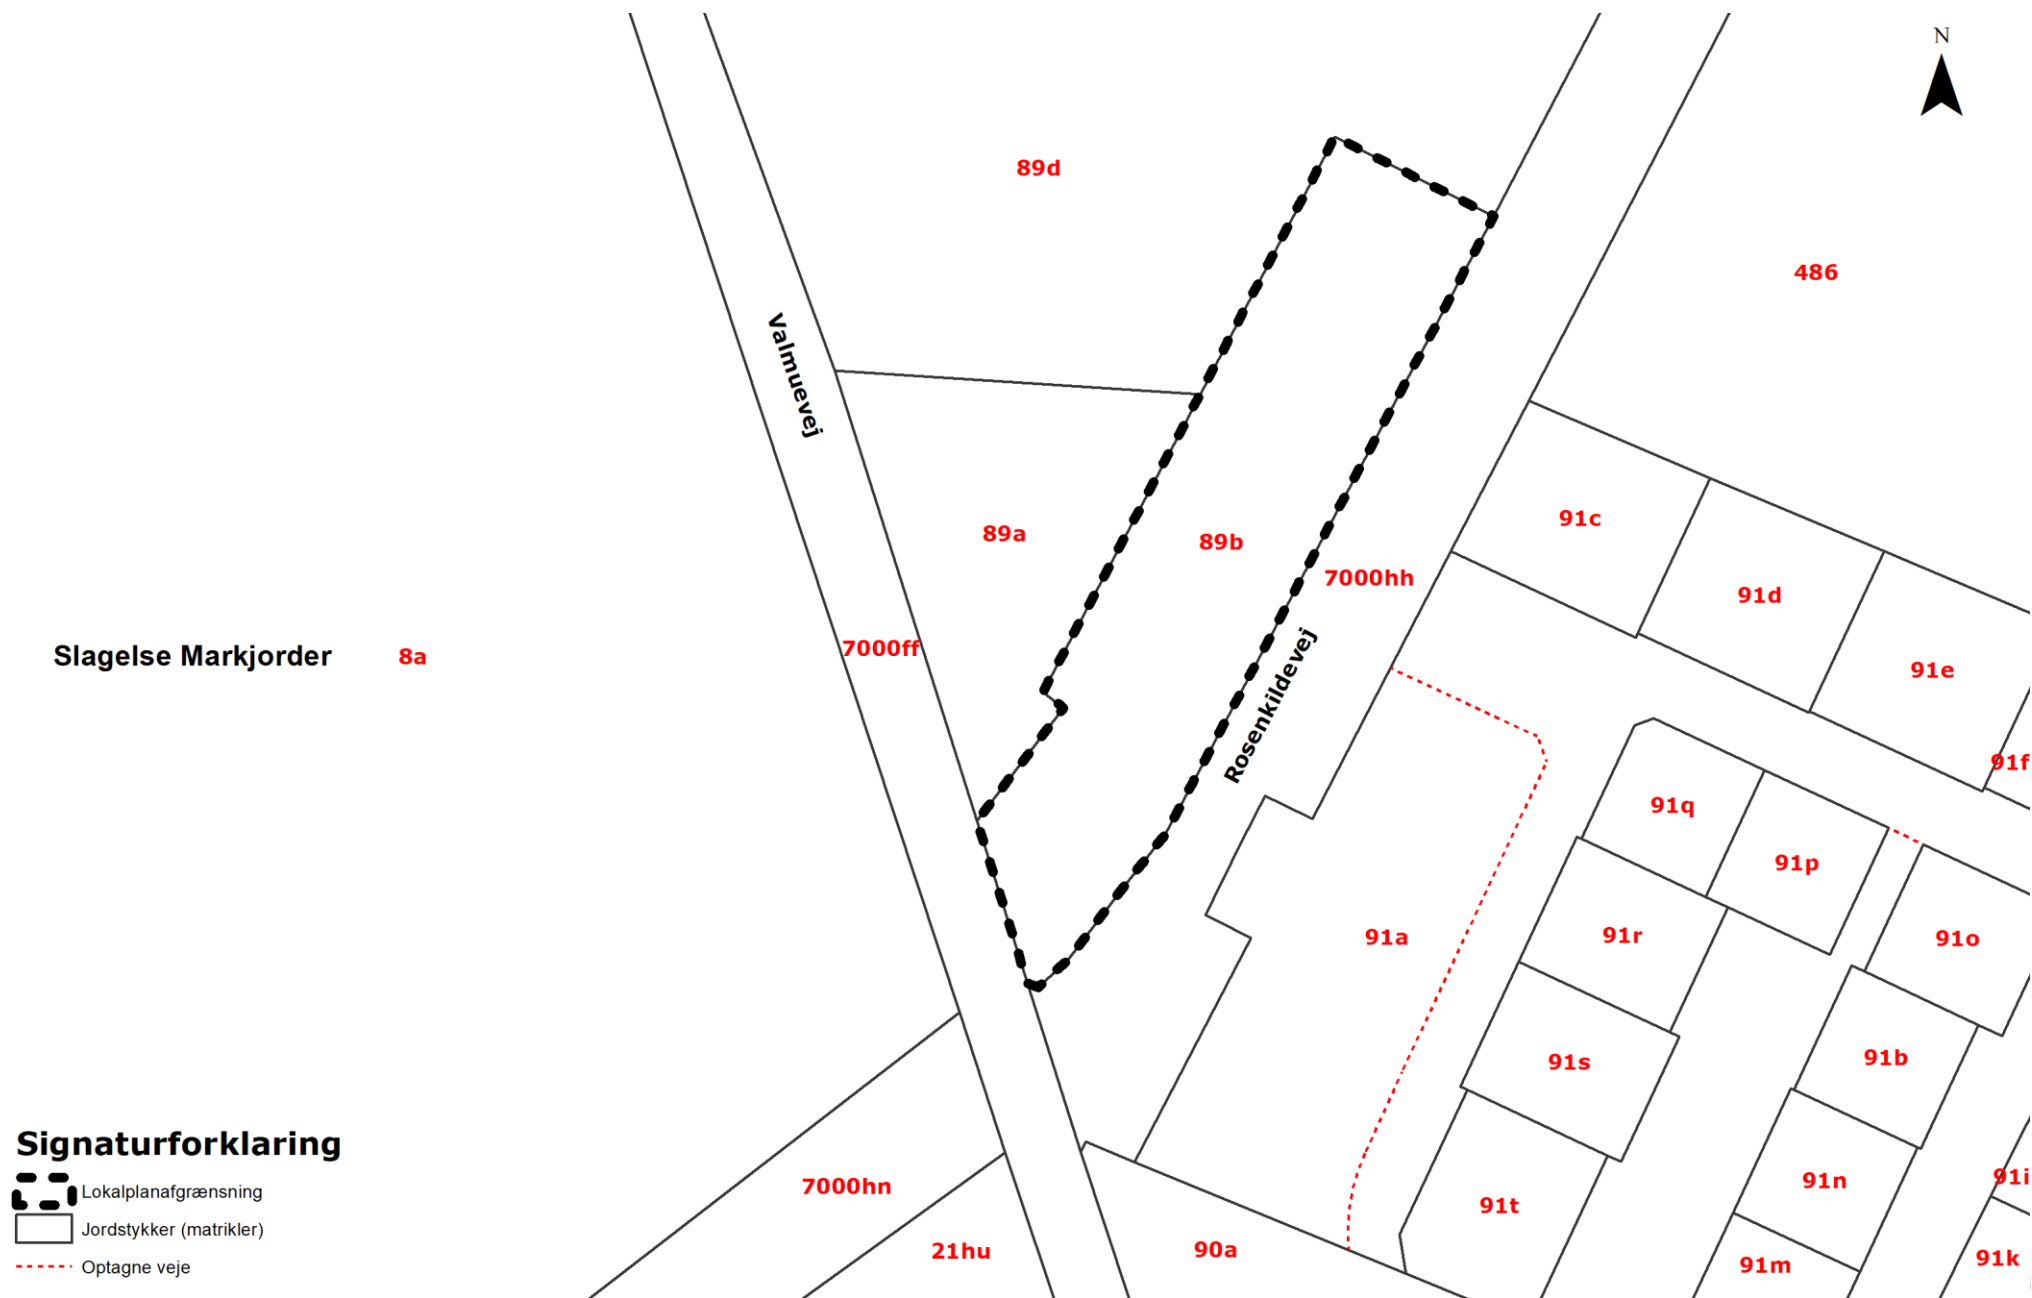 N
89d
486
Valmuevej
91c
89a
89b
7000hh
91d
7000ff
Slagelse Markjorder
8a
91e
Rosenkildevej
91f
91q
91p
91a
91r
91o
91s
91b
Signaturforklaring
Lokalplanafgrænsning
Jordstykker (matrikler)
Optagne veje
7000hn
91n
91i
91t
21hu
90a
91m
91k